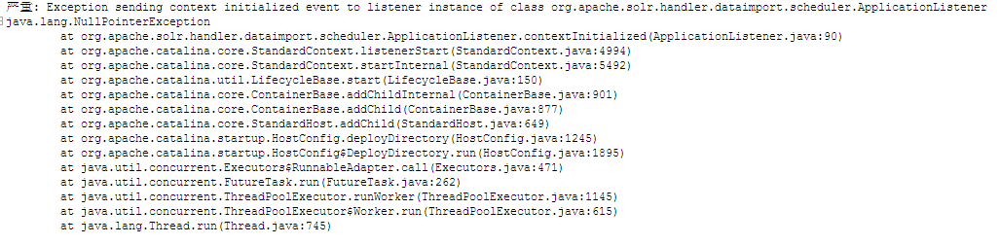 严重: Exception sending context initialized event to listener instance of class org.apache.solr.handler.dataimport.scheduler.ApplicationListener
java.lang.NullPointerException
at org.apache.solr.handler.dataimport.scheduler.ApplicationListener.contextInitialized(ApplicationListener.java:90)
at org.apache.catalina.core.StandardContext.listenerStart(StandardContext.java:4994)
at org.apache.catalina.core.StandardContext.startInternal(StandardContext.java:5492)
at org.apache.catalina.util.LifecycleBase.start(LifecycleBase.java:150)
at org.apache.catalina.core.ContainerBase.addChildInternal(ContainerBase.java:901)
at org.apache.catalina.core.ContainerBase.addChild(ContainerBase.java:877)
at org.apache.catalina.core.StandardHost.addChild(StandardHost.java:649)
at org.apache.catalina.startup.HostConfig.deployDirectory(HostConfig.java:1245)
at org.apache.catalina.startup.HostConfig$DeployDirectory.run(HostConfig.java:1895)
at java.util.concurrent.Executors$RunnableAdapter.call(Executors.java:471)
at java.util.concurrent.FutureTask.run(FutureTask.java:262)
at java.util.concurrent.ThreadPoolExecutor.runWorker(ThreadPoolExecutor.java:1145)
at java.util.concurrent.ThreadPoolExecutor$Worker.run(ThreadPoolExecutor.java:615)
at java.lang.Thread.run(Thread.java:745)